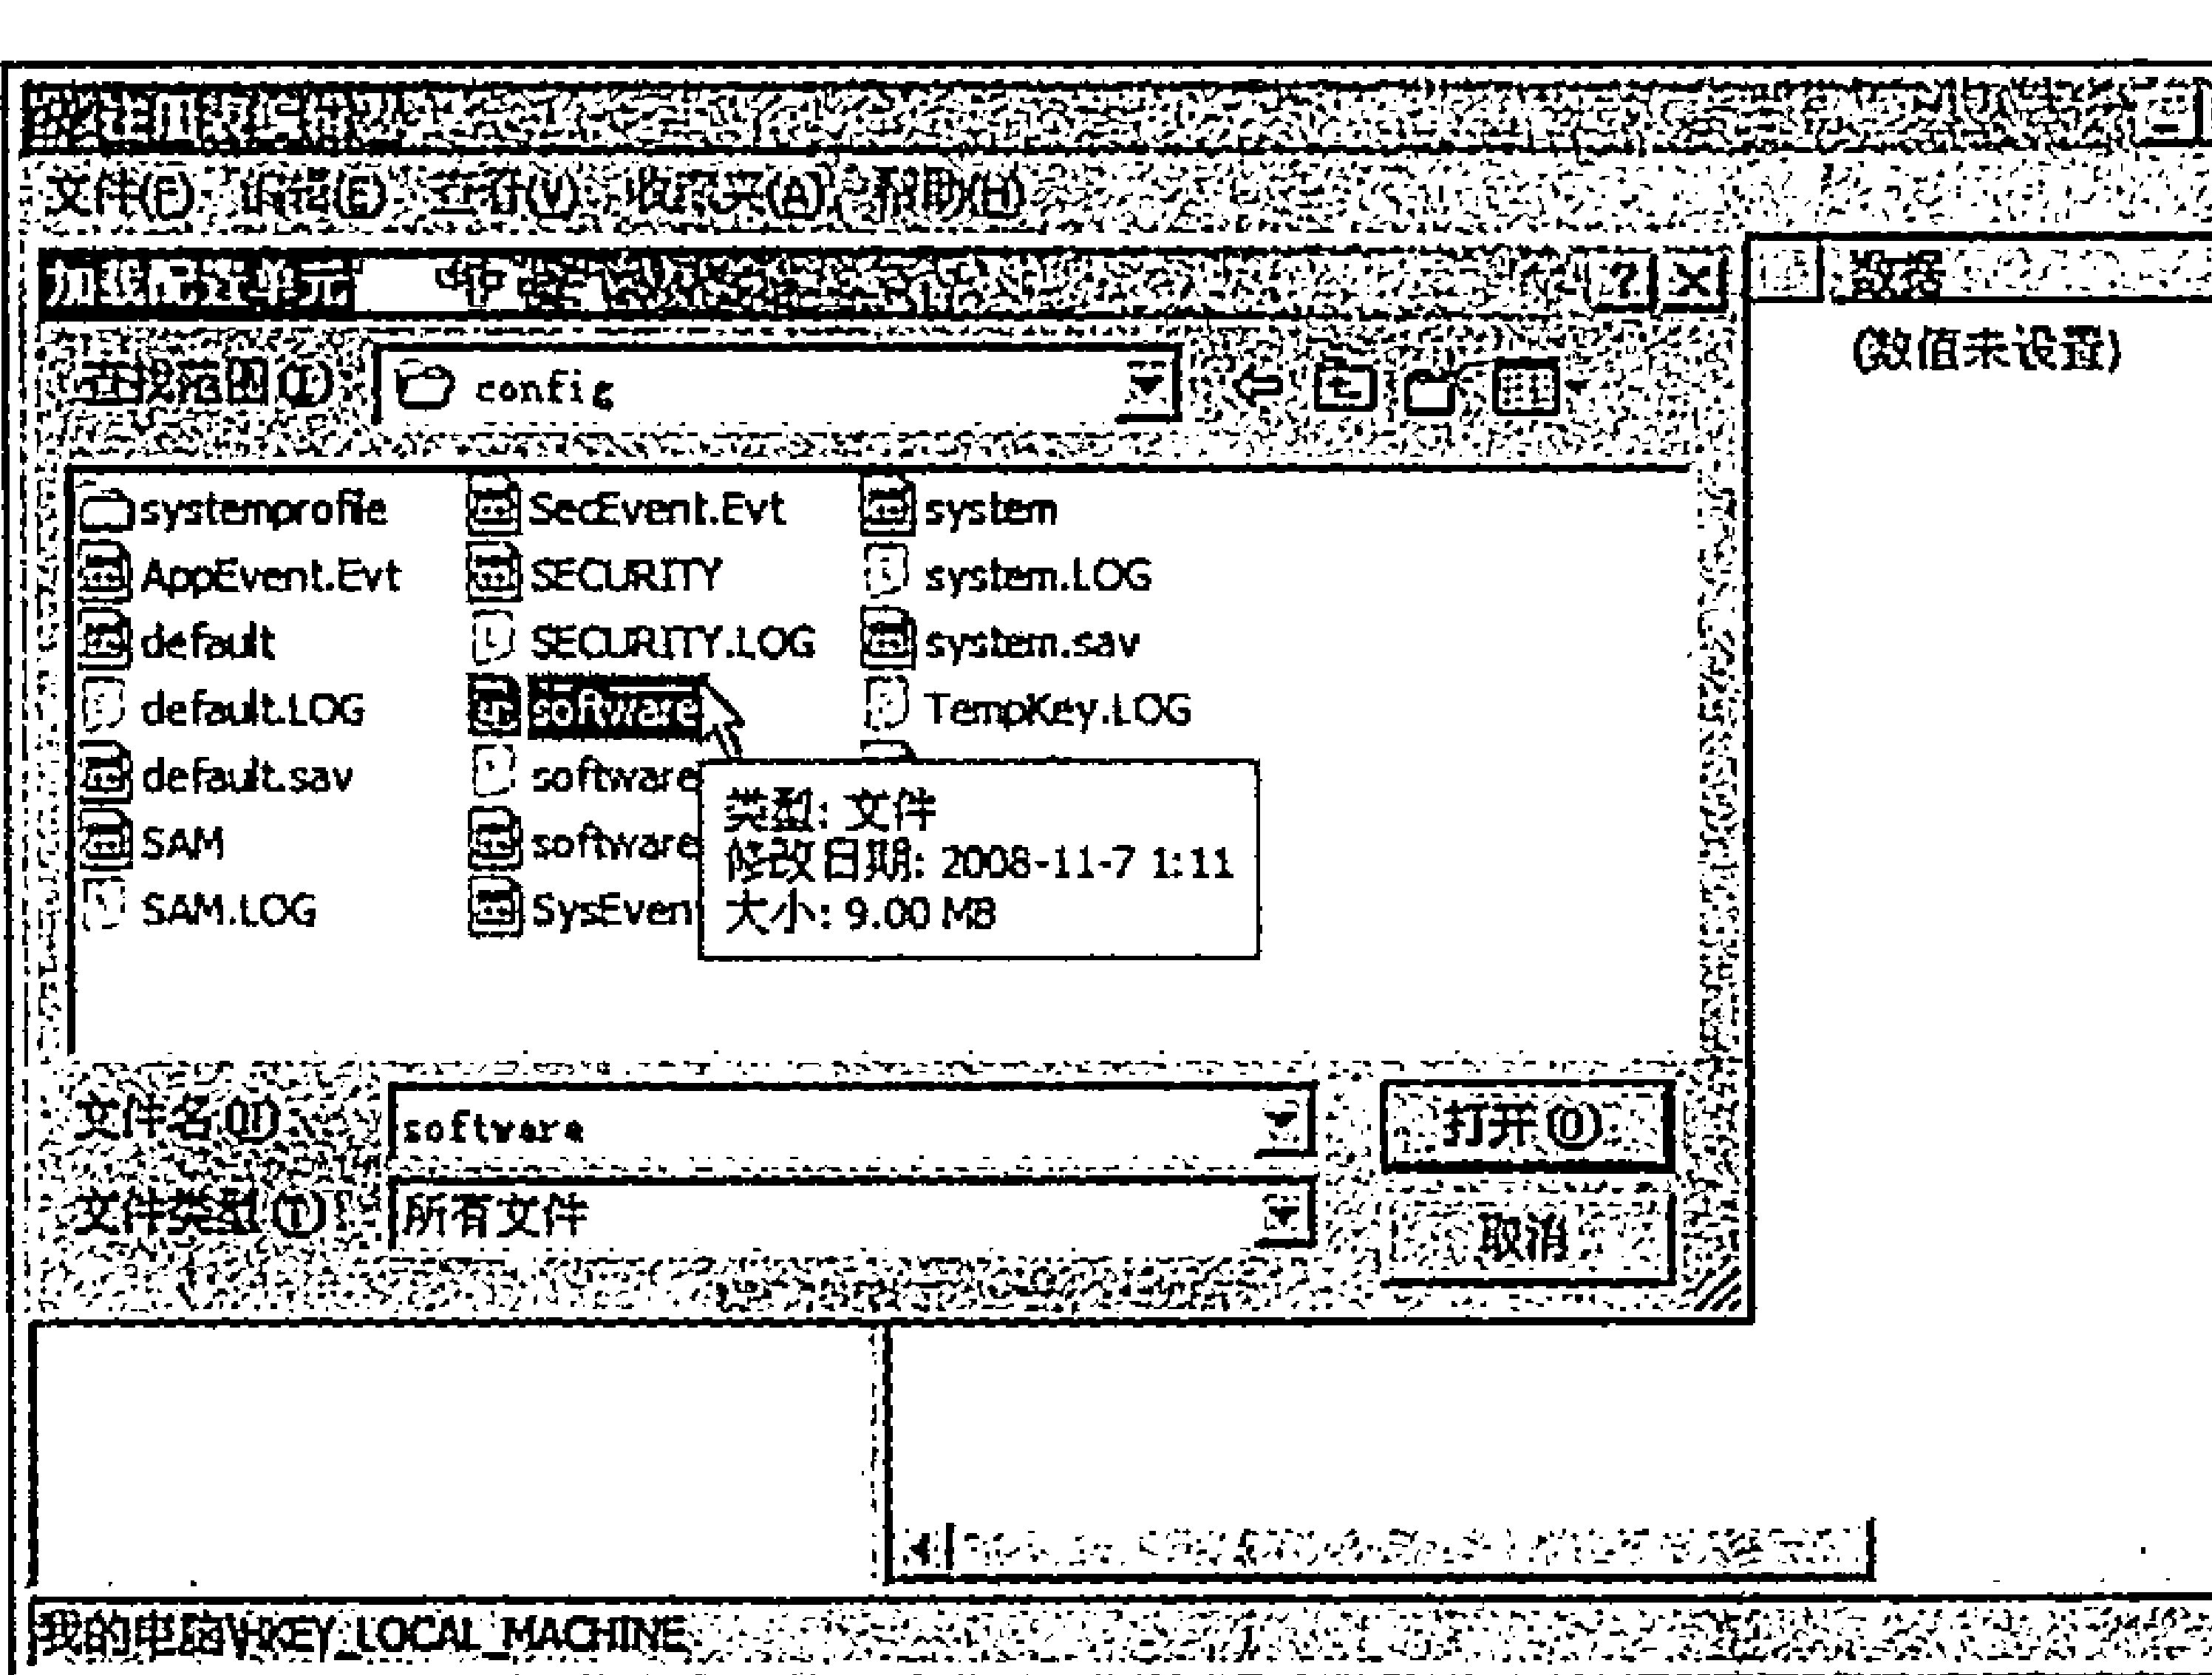 文件(F) 编辑(E) 查看(V) 收藏夹(A) 帮助(H)
加载配置单元
数据
查找范围(I) config
(数值未设置)
systemprofile SecEvent.Evt system
AppEvent.Evt SECURITY system.LOG
default SECURITY.LOG system.sav
default.LOG software TempKey.LOG
default.sav software
SAM software
SAM.LOG SysEven
类型: 文件
修改日期: 2008-11-7 1:11
大小: 9.00 MB
文件名(N) software 打开(O)
文件类型(T) 所有文件 取消
我的电脑\HKEY_LOCAL_MACHINE